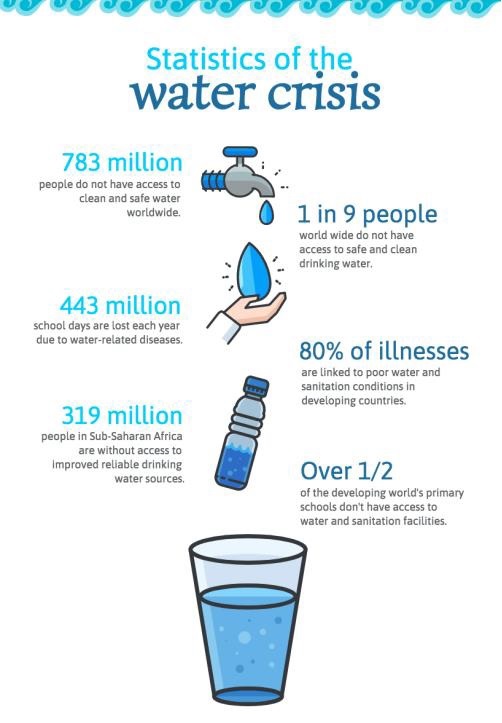 Statistics of the
water crisis
783 million
people do not have access to
clean and safe water
worldwide.
1 in 9 people
world wide do not have
access to safe and clean
drinking water.
443 million
school days are lost each year
due to water-related diseases.
80% of illnesses
are linked to poor water and
sanitation conditions in
developing countries.
319 million
people in Sub-Saharan Africa
are without access to
improved reliable drinking
water sources.
Over 1/2
of the developing world's primary
schools don't have access to
water and sanitation facilities.